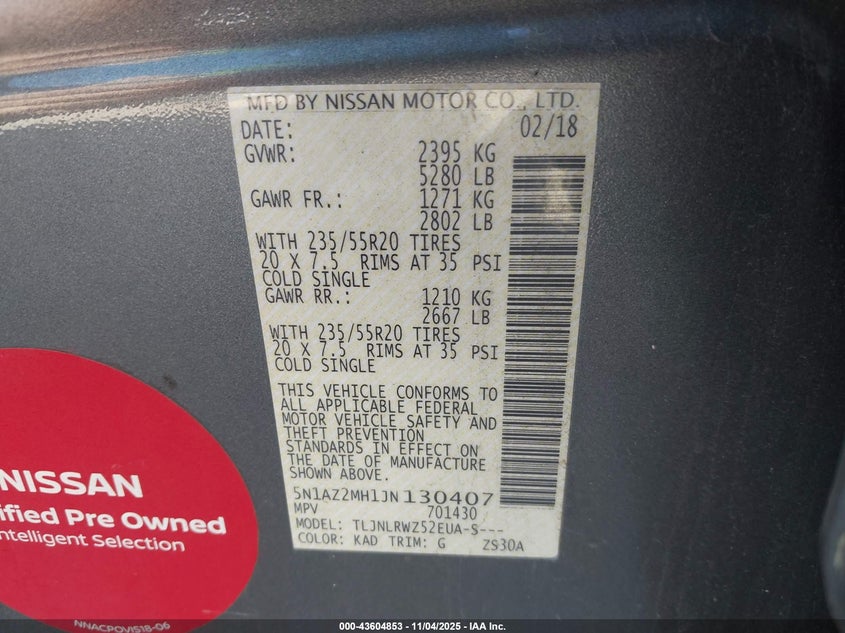 MFD BY NISSAN MOTOR CO., LTD.
DATE: 02/18
GVWR: 2395 KG
5280 LB
GAWR FR.: 1271 KG
2802 LB
WITH 235/55R20 TIRES
20 X 7.5 RIMS AT 35 PSI
COLD SINGLE
GAWR RR.: 1210 KG
2667 LB
WITH 235/55R20 TIRES
20 X 7.5 RIMS AT 35 PSI
COLD SINGLE
THIS VEHICLE CONFORMS TO
ALL APPLICABLE FEDERAL
MOTOR VEHICLE SAFETY AND
THEFT PREVENTION
STANDARDS IN EFFECT ON
THE DATE OF MANUFACTURE
SHOWN ABOVE.
5N1AZ2MH1JN130407
MPV 701430
MODEL: TLJNLRWZ52EUA-S---
COLOR: KAD TRIM: G ZS30A
NISSAN
ified Pre Owned
Intelligent Selection
NNACPOVIS18-06
000-43604853 - 11/04/2025 - IAA Inc.